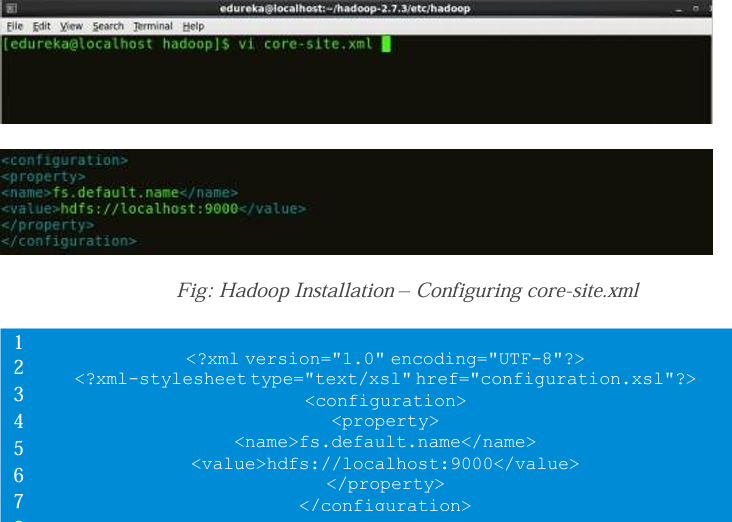 edureka@localhost:~/hadoop-2.7.3/etc/hadoop
File Edit View Search Terminal Help
[edureka@localhost hadoop]$ vi core-site.xml
<configuration>
<property>
<name>fs.default.name</name>
<value>hdfs://localhost:9000</value>
</property>
</configuration>
Fig: Hadoop Installation – Configuring core-site.xml
1
2
3
4
5
6
7
<?xml version="1.0" encoding="UTF-8"?>
<?xml-stylesheet type="text/xsl" href="configuration.xsl"?>
<configuration>
<property>
<name>fs.default.name</name>
<value>hdfs://localhost:9000</value>
</property>
</configuration>